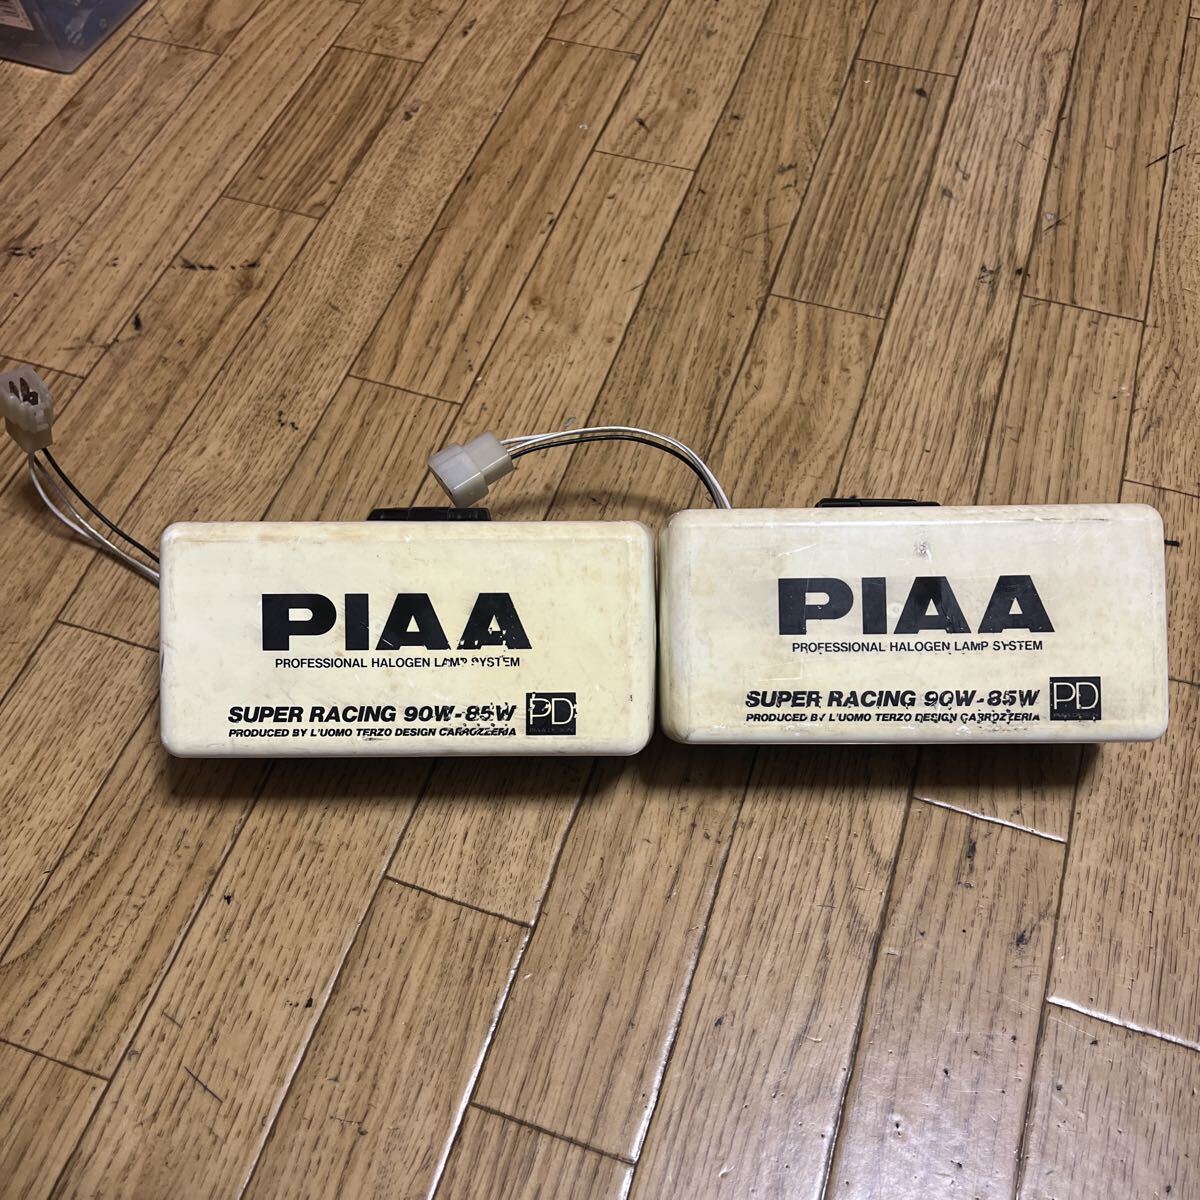 PIAA
PROFESSIONAL HALOGEN LAMP SYSTEM
SUPER RACING 90W-85W
PRODUCED BY L'UOMO TERZO DESIGN CARROZZERIA
PD
PIAA
PROFESSIONAL HALOGEN LAMP SYSTEM
SUPER RACING 90W-85W
PRODUCED BY L'UOMO TERZO DESIGN CARROZZERIA
PD